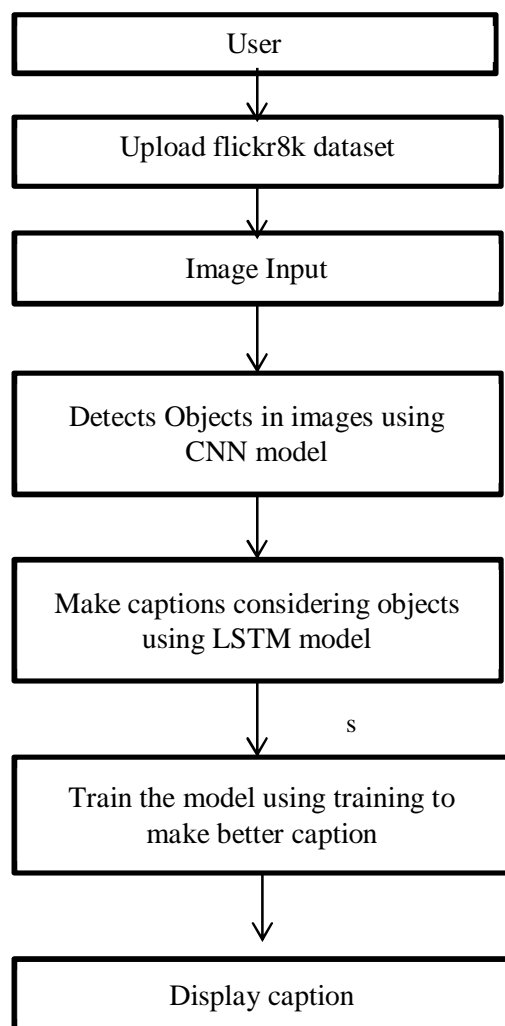 User
Upload flickr8k dataset
Image Input
Detects Objects in images using
CNN model
Make captions considering objects
using LSTM model
s
Train the model using training to
make better caption
Display caption